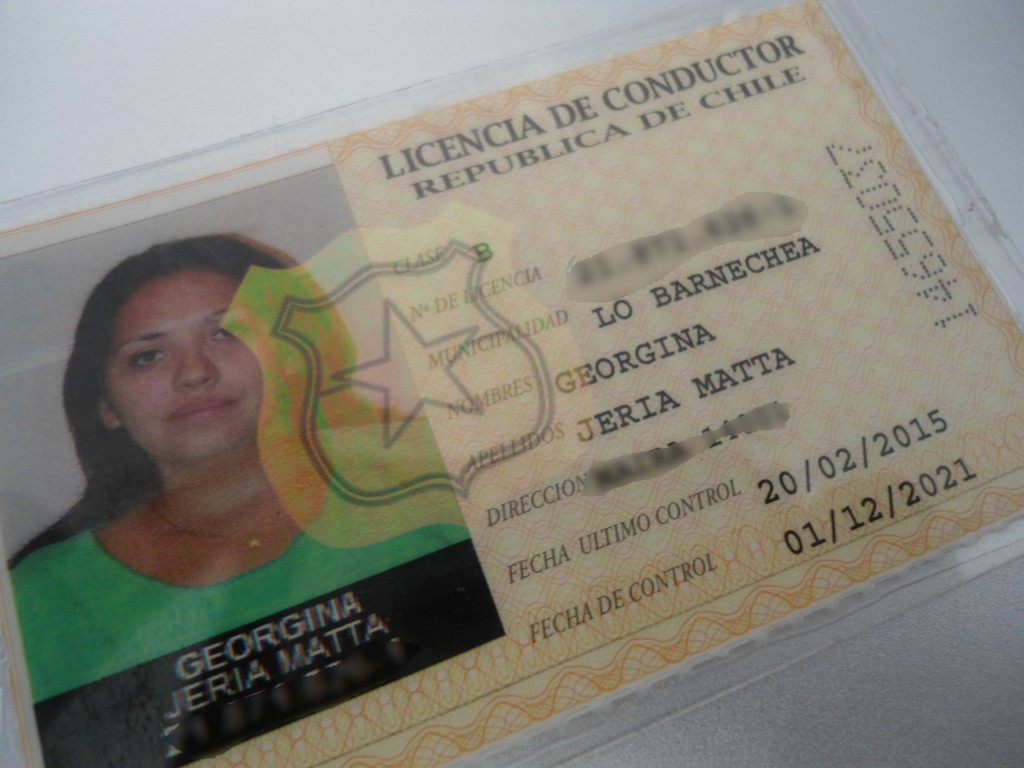 LICENCIA DE CONDUCTOR
REPUBLICA DE CHILE
CLASE B
Nº DE LICENCIA
MUNICIPALIDAD LO BARNECHEA
NOMBRES GEORGINA
APELLIDOS JERIA MATTA
DIRECCION
FECHA ULTIMO CONTROL 20/02/2015
FECHA DE CONTROL 01/12/2021
GEORGINA
JERIA MATTA